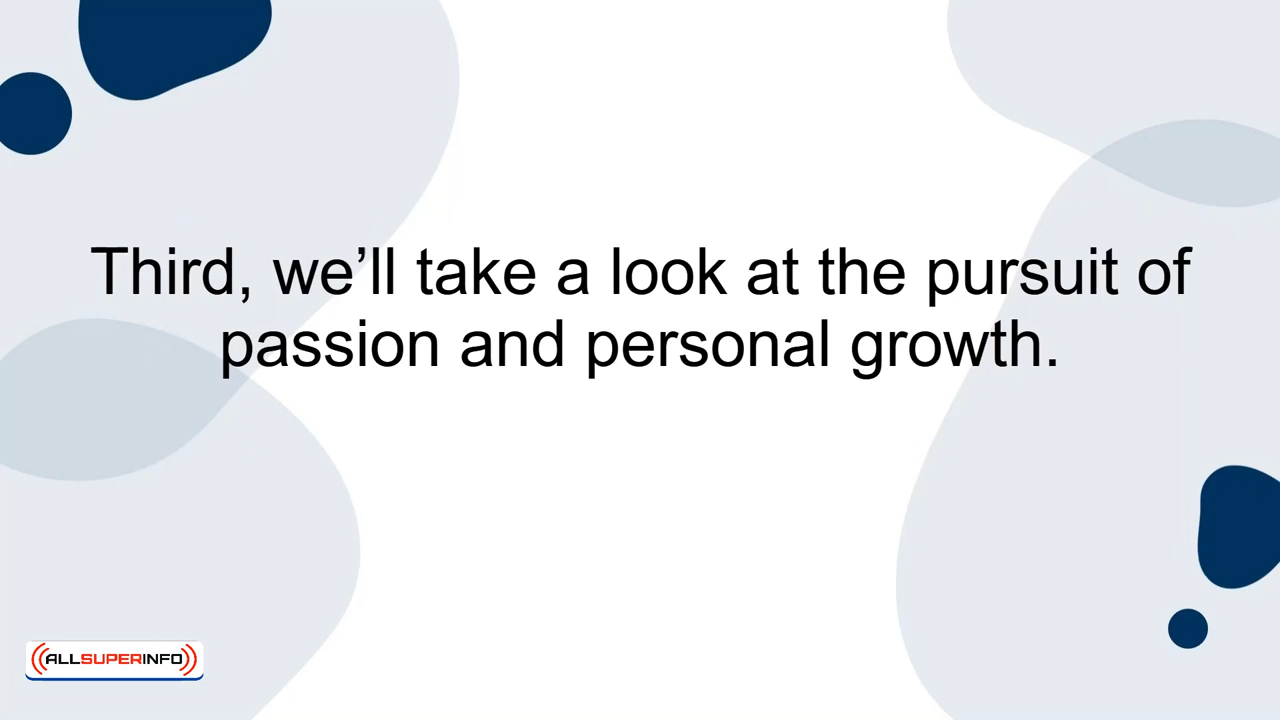 Third, we’ll take a look at the pursuit of
passion and personal growth.
ALLSUPERINFO